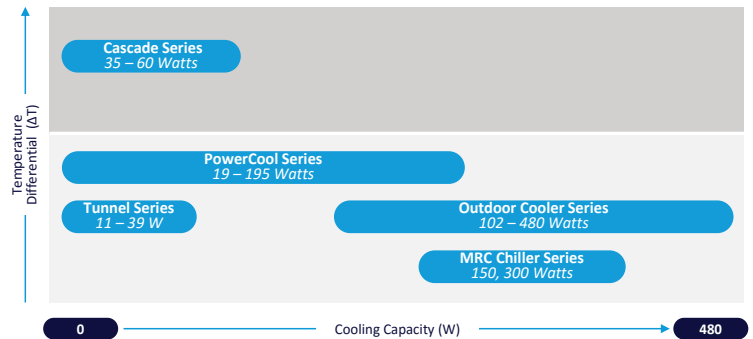 Cascade Series
35 – 60 Watts
PowerCool Series
19 – 195 Watts
Tunnel Series
11 – 39 W
Outdoor Cooler Series
102 – 480 Watts
MRC Chiller Series
150, 300 Watts
Temperature
Differential (ΔT)
0
Cooling Capacity (W)
480